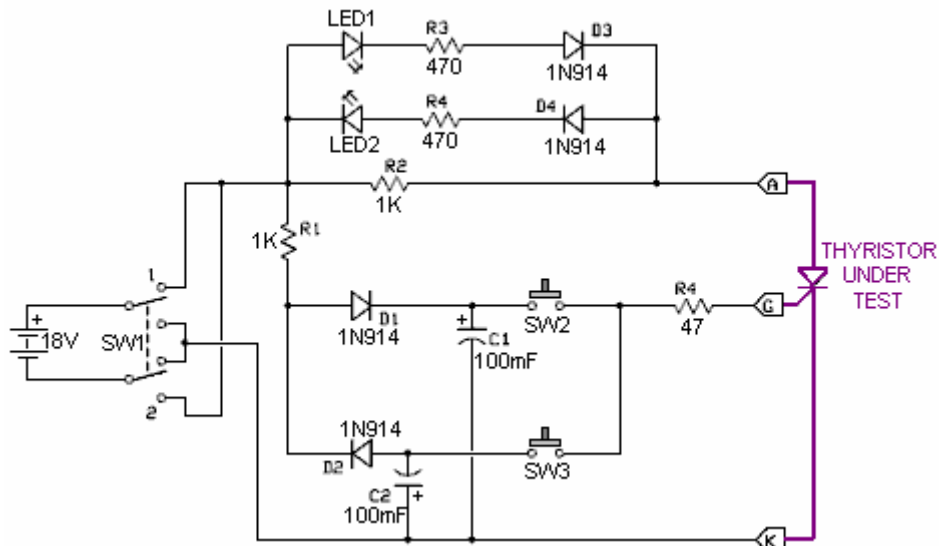 LED1
R3
470
D3
1N914
R4
470
D4
1N914
LED2
R2
1K
A
R1
1K
THYRISTOR
UNDER
TEST
1
+
18V
SW1
2
D1
1N914
+
C1
100mF
SW2
R4
47
G
1N914
D2
C2
+
100mF
SW3
K